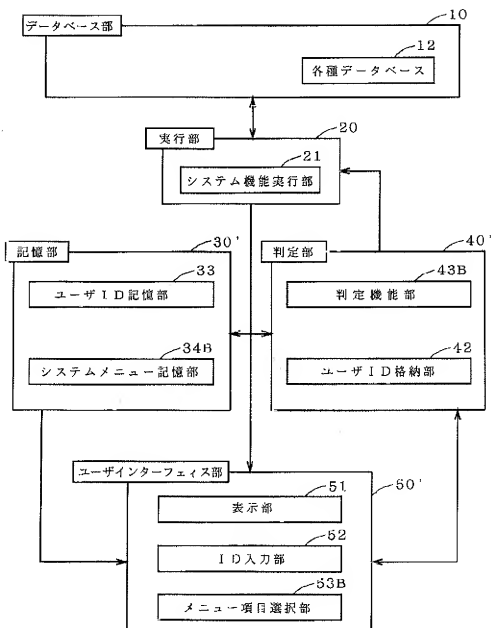 10
データベース部
12
各種データベース
20
実行部
21
システム機能実行部
30'
記憶部
33
ユーザID記憶部
34B
システムメニュー記憶部
40'
判定部
43B
判定機能部
42
ユーザID格納部
ユーザインターフェイス部
50'
51
表示部
52
ID入力部
53B
メニュー項目選択部